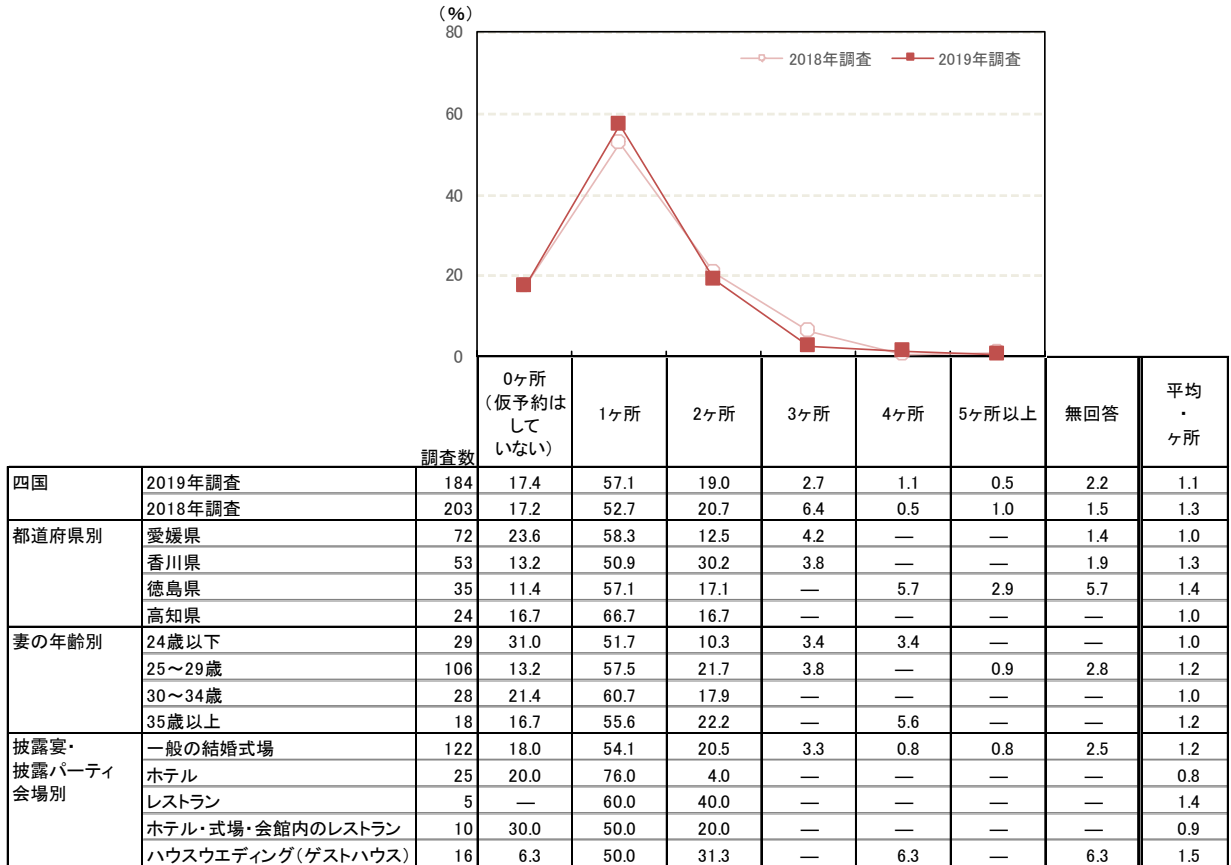 (%)
80
2018年調査 2019年調査
60
40
20
0
調査数 0ヶ所（仮予約はしていない） 1ヶ所 2ヶ所 3ヶ所 4ヶ所 5ヶ所以上 無回答 平均・ヶ所
四国 2019年調査 184 17.4 57.1 19.0 2.7 1.1 0.5 2.2 1.1
2018年調査 203 17.2 52.7 20.7 6.4 0.5 1.0 1.5 1.3
都道府県別 愛媛県 72 23.6 58.3 12.5 4.2 — — 1.4 1.0
香川県 53 13.2 50.9 30.2 3.8 — — 1.9 1.3
徳島県 35 11.4 57.1 17.1 — 5.7 2.9 5.7 1.4
高知県 24 16.7 66.7 16.7 — — — — 1.0
妻の年齢別 24歳以下 29 31.0 51.7 10.3 3.4 3.4 — — 1.0
25～29歳 106 13.2 57.5 21.7 3.8 — 0.9 2.8 1.2
30～34歳 28 21.4 60.7 17.9 — — — — 1.0
35歳以上 18 16.7 55.6 22.2 — 5.6 — — 1.2
披露宴・披露パーティ会場別 一般の結婚式場 122 18.0 54.1 20.5 3.3 0.8 0.8 2.5 1.2
ホテル 25 20.0 76.0 4.0 — — — — 0.8
レストラン 5 — 60.0 40.0 — — — — 1.4
ホテル・式場・会館内のレストラン 10 30.0 50.0 20.0 — — — — 0.9
ハウスウエディング（ゲストハウス） 16 6.3 50.0 31.3 — 6.3 — 6.3 1.5